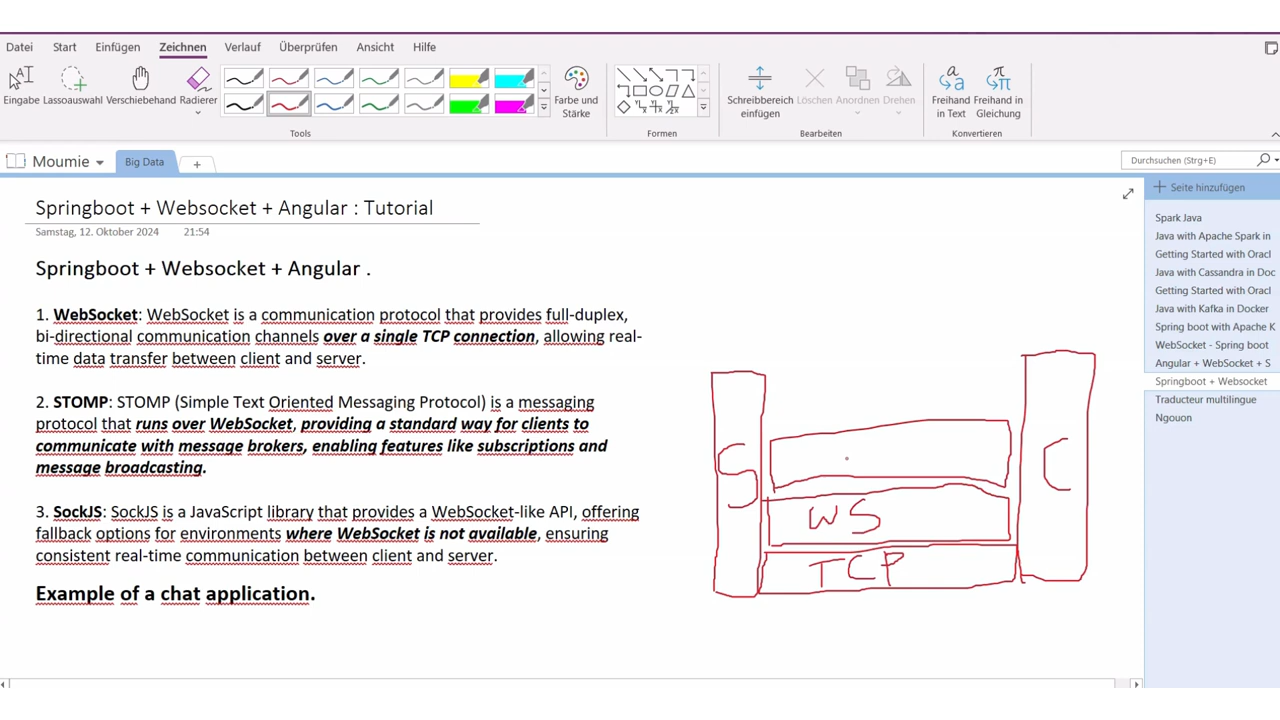 Datei Start Einfügen Zeichnen Verlauf Überprüfen Ansicht Hilfe
Eingabe Lassoauswahl Verschiebehand Radierer Farbe und Stärke Schreibbereich einfügen Löschen Anordnen Drehen Freihand in Text Freihand in Gleichung
Tools Formen Bearbeiten Konvertieren
Moumie Big Data + Durchsuchen (Strg+E)
Springboot + Websocket + Angular : Tutorial
Samstag, 12. Oktober 2024 21:54
Springboot + Websocket + Angular .
1. WebSocket: WebSocket is a communication protocol that provides full-duplex,
bi-directional communication channels over a single TCP connection, allowing real-
time data transfer between client and server.
2. STOMP: STOMP (Simple Text Oriented Messaging Protocol) is a messaging
protocol that runs over WebSocket, providing a standard way for clients to
communicate with message brokers, enabling features like subscriptions and
message broadcasting.
3. SockJS: SockJS is a JavaScript library that provides a WebSocket-like API, offering
fallback options for environments where WebSocket is not available, ensuring
consistent real-time communication between client and server.
Example of a chat application.
S
C
WS
TCP
Seite hinzufügen
Spark Java
Java with Apache Spark in
Getting Started with Oracl
Java with Cassandra in Doc
Getting Started with Oracl
Java with Kafka in Docker
Spring boot with Apache K
WebSocket - Spring boot
Angular + WebSocket + S
Springboot + Websocket
Traducteur multilingue
Ngouon